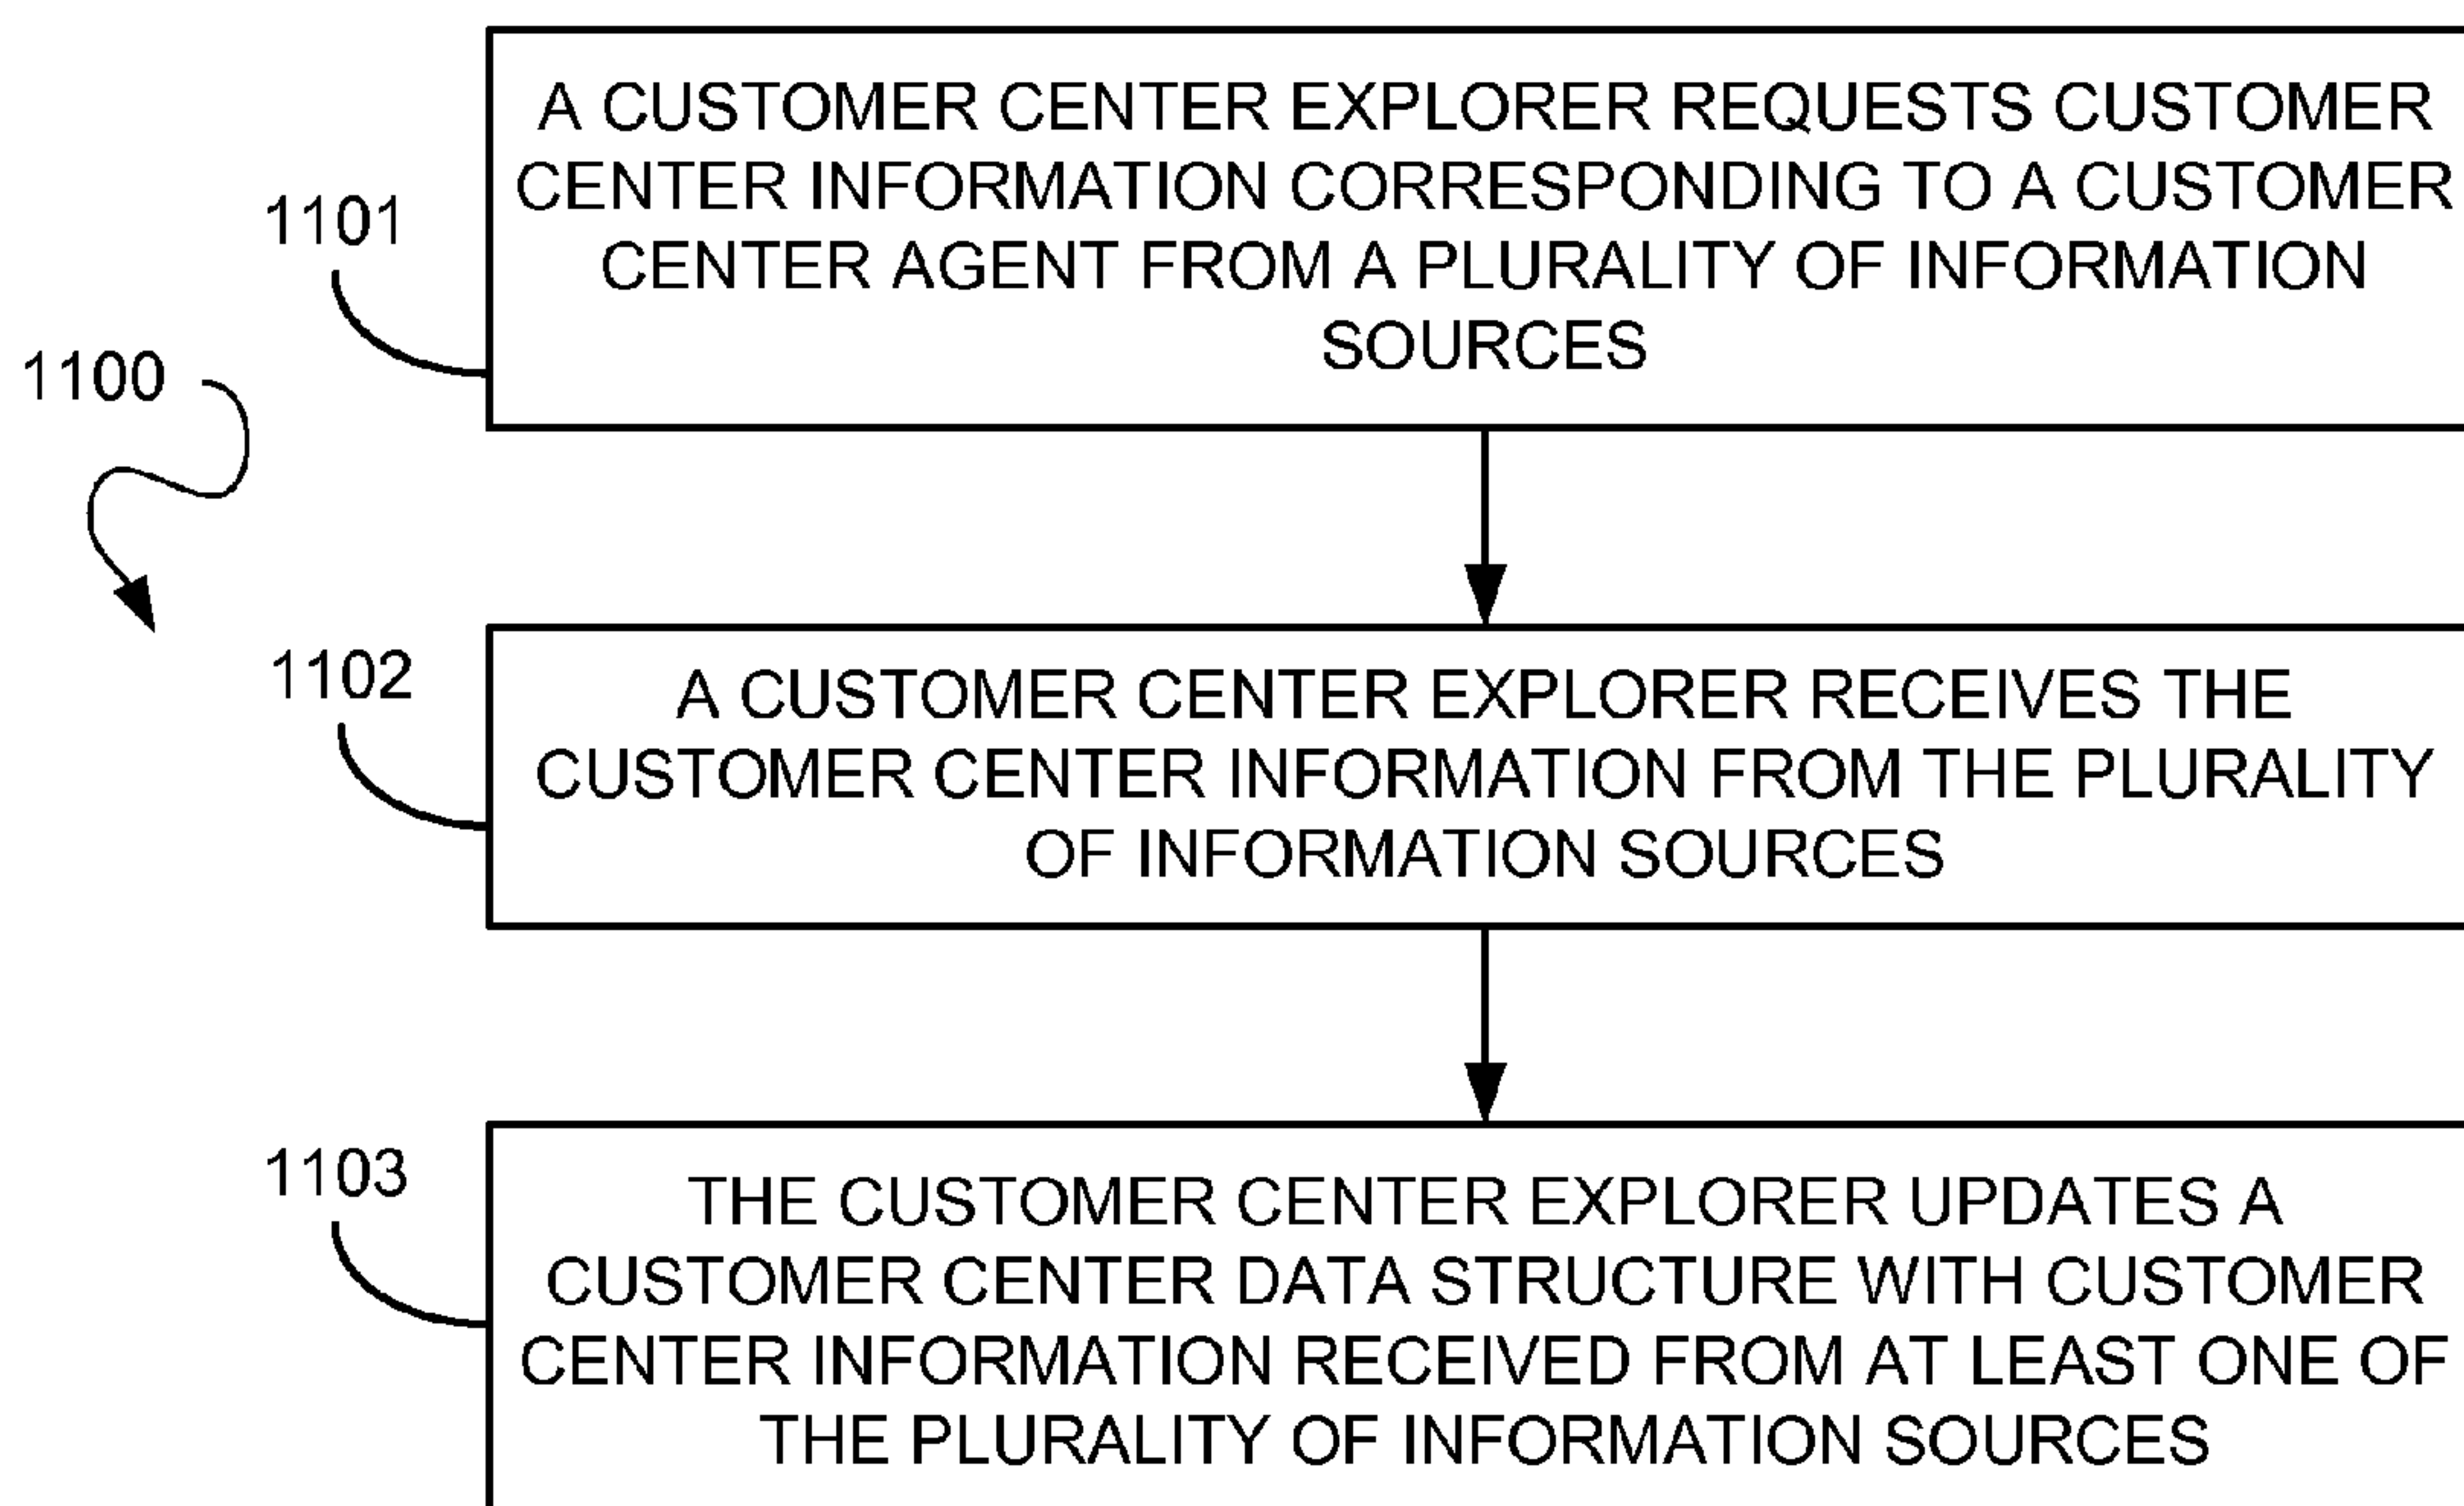 A CUSTOMER CENTER EXPLORER REQUESTS CUSTOMER
CENTER INFORMATION CORRESPONDING TO A CUSTOMER
CENTER AGENT FROM A PLURALITY OF INFORMATION
SOURCES
1101
1100
1102
A CUSTOMER CENTER EXPLORER RECEIVES THE
CUSTOMER CENTER INFORMATION FROM THE PLURALITY
OF INFORMATION SOURCES
1103
THE CUSTOMER CENTER EXPLORER UPDATES A
CUSTOMER CENTER DATA STRUCTURE WITH CUSTOMER
CENTER INFORMATION RECEIVED FROM AT LEAST ONE OF
THE PLURALITY OF INFORMATION SOURCES